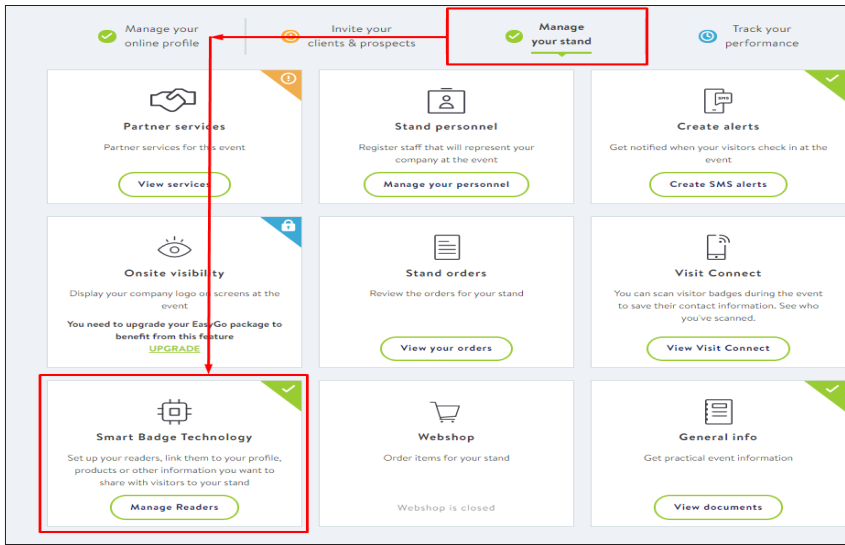 Manage your
online profile
Invite your
clients & prospects
Manage
your stand
Track your
performance
Partner services
Partner services for this event
View services
Stand personnel
Register staff that will represent your
company at the event
Manage your personnel
Create alerts
Get notified when your visitors check in at the
event
Create SMS alerts
Onsite visibility
Display your company logo on screens at the
event
You need to upgrade your EasyGo package to
benefit from this feature
UPGRADE
Stand orders
Review the orders for your stand
View your orders
Visit Connect
You can scan visitor badges during the event
to save their contact information. See who
you've scanned.
View Visit Connect
Smart Badge Technology
Set up your readers, link them to your profile,
products or other information you want to
share with visitors to your stand
Manage Readers
Webshop
Order items for your stand
Webshop is closed
General info
Get practical event information
View documents
SMS